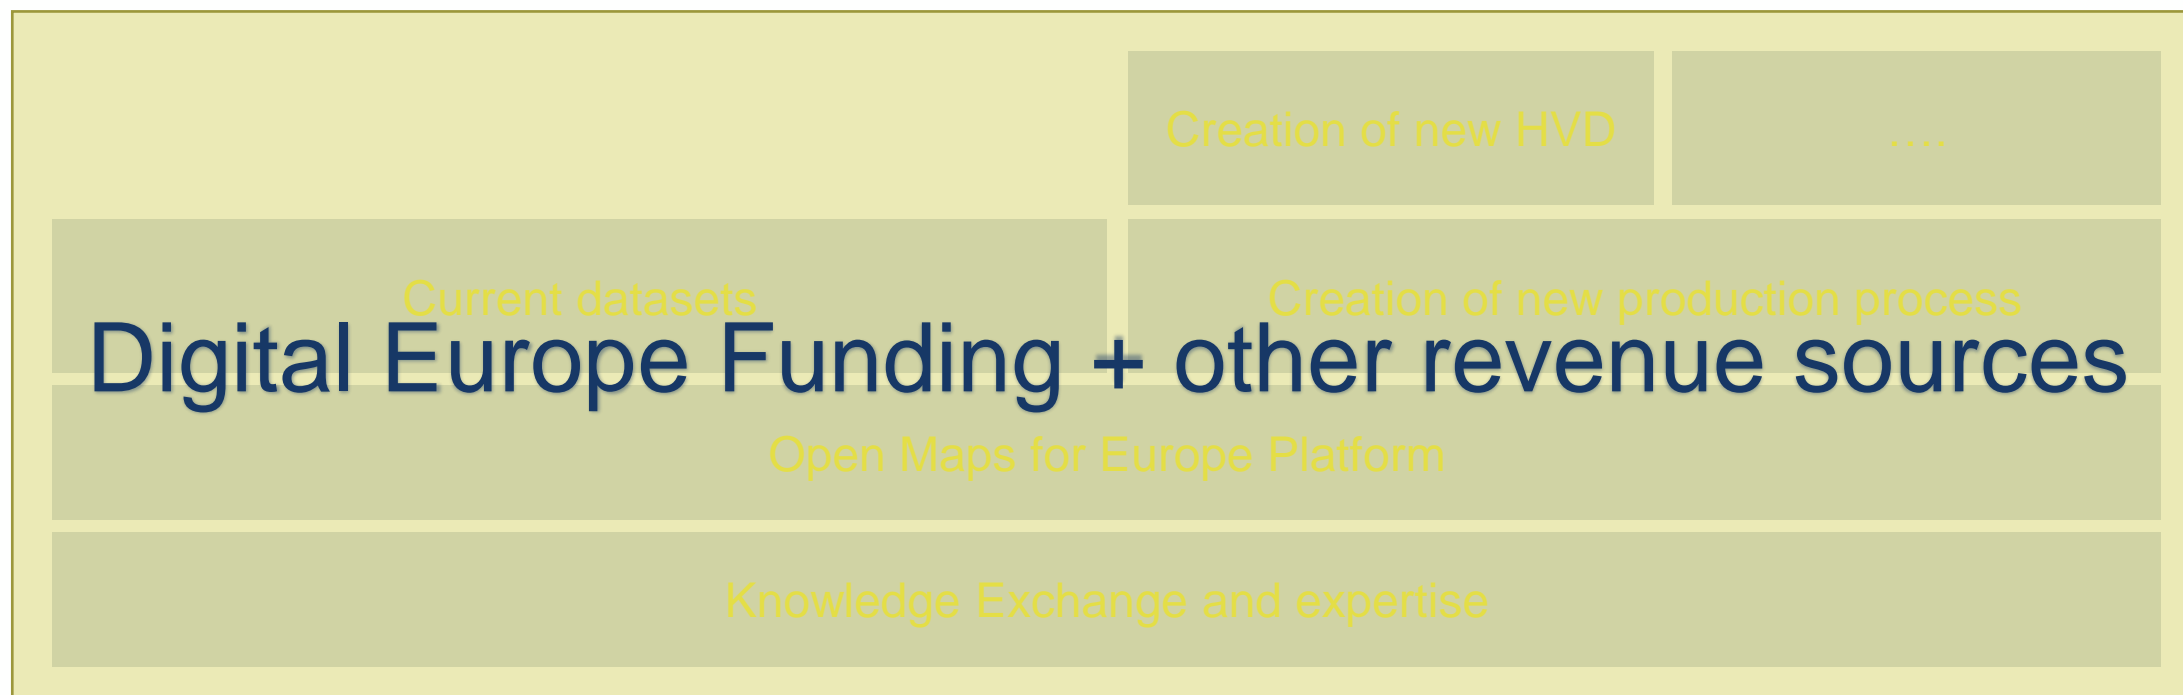 Creation of new HVD
....
Current datasets
Creation of new production process
Digital Europe Funding + other revenue sources
Open Maps for Europe Platform
Knowledge Exchange and expertise